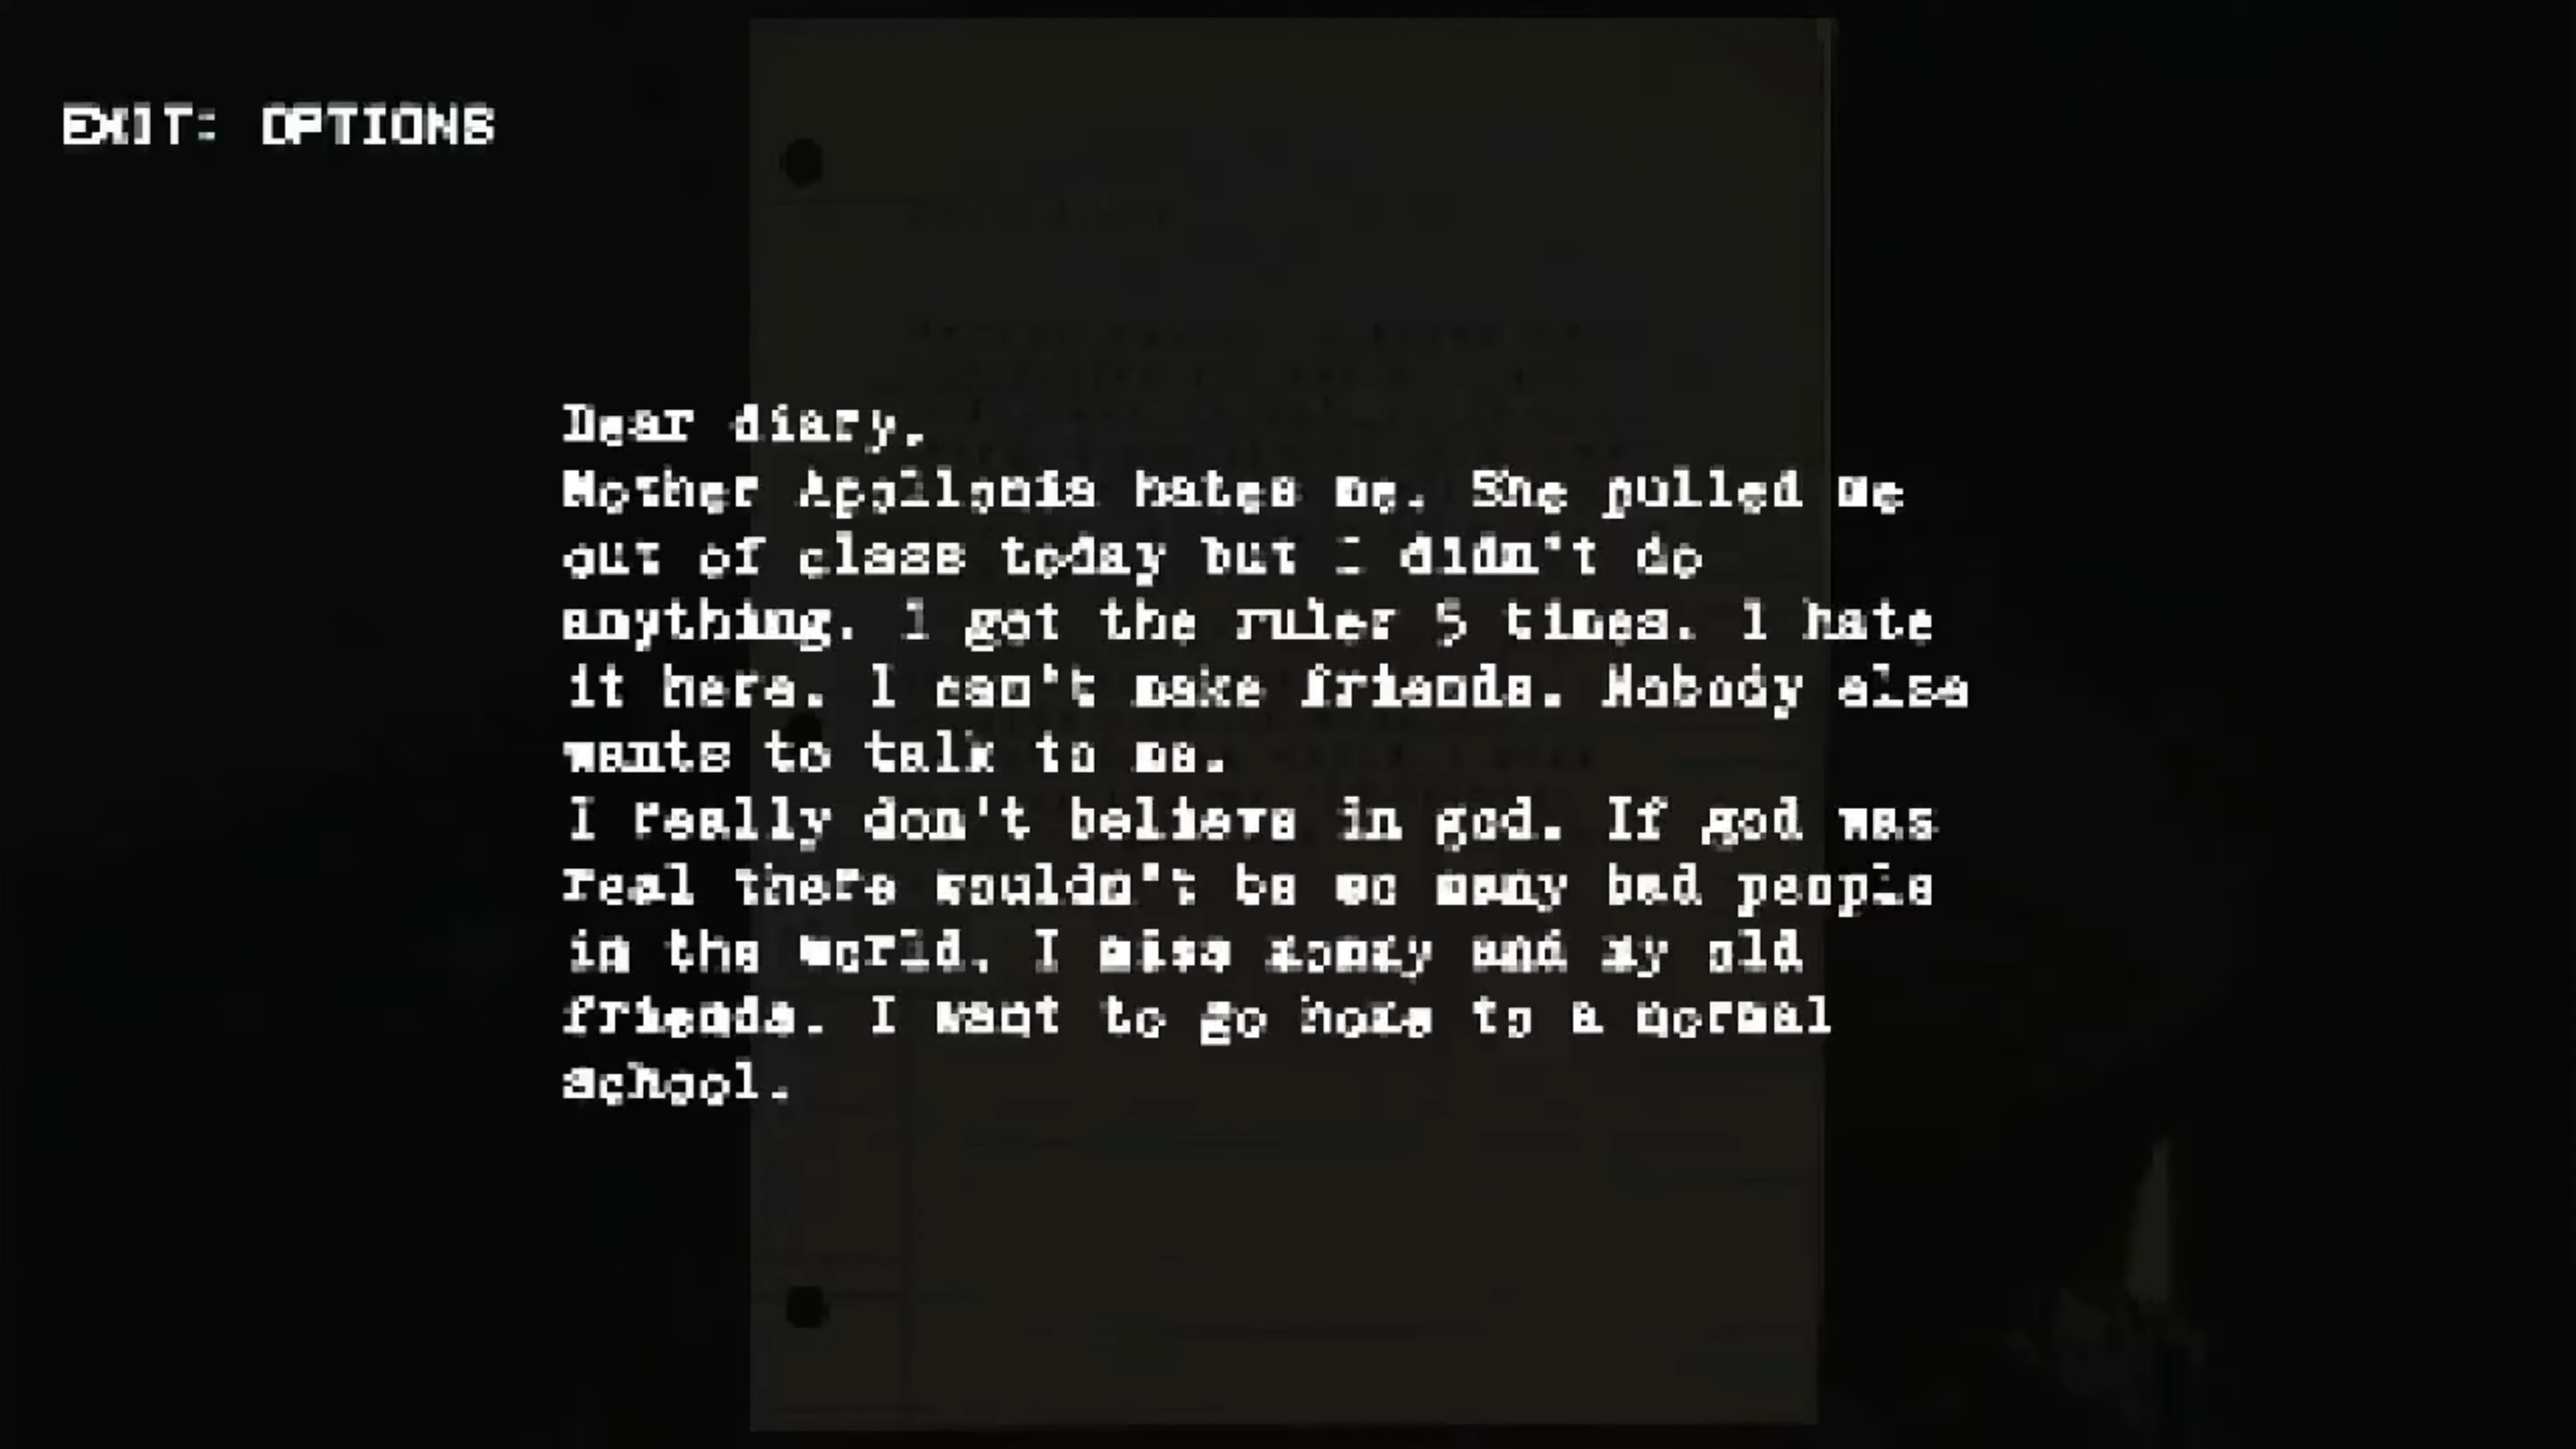 EXIT: OPTIONS
Dear diary,
Mother Apollonia hates me. She pulled me
out of class today but I didn't do
anything. I got the ruler 5 times. I hate
it here. I can't make friends. Nobody else
wants to talk to me.
I really don't believe in god. If god was
real there wouldn't be so many bad people
in the world. I miss mommy and my old
friends. I want to go home to a normal
school.